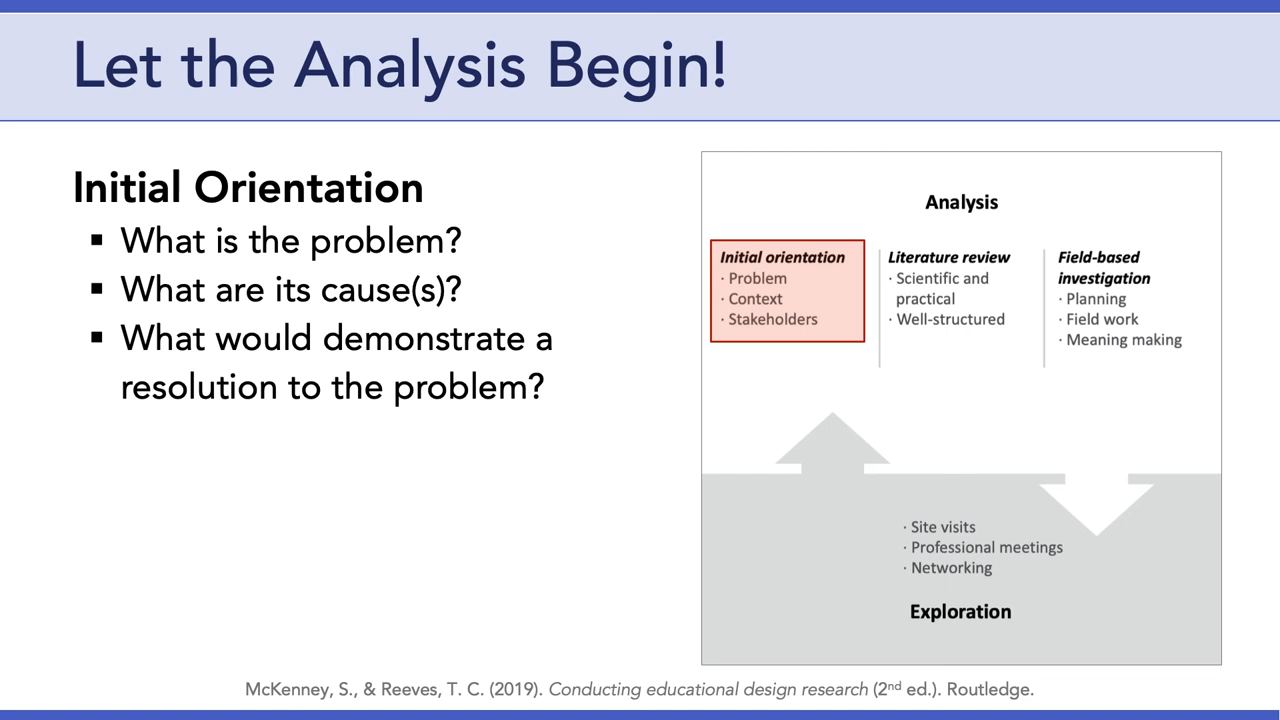 Let the Analysis Begin!
Initial Orientation
▪ What is the problem?
▪ What are its cause(s)?
▪ What would demonstrate a
resolution to the problem?
Analysis
Initial orientation
· Problem
· Context
· Stakeholders
Literature review
· Scientific and
practical
· Well-structured
Field-based
investigation
· Planning
· Field work
· Meaning making
· Site visits
· Professional meetings
· Networking
Exploration
McKenney, S., & Reeves, T. C. (2019). Conducting educational design research (2nd ed.). Routledge.